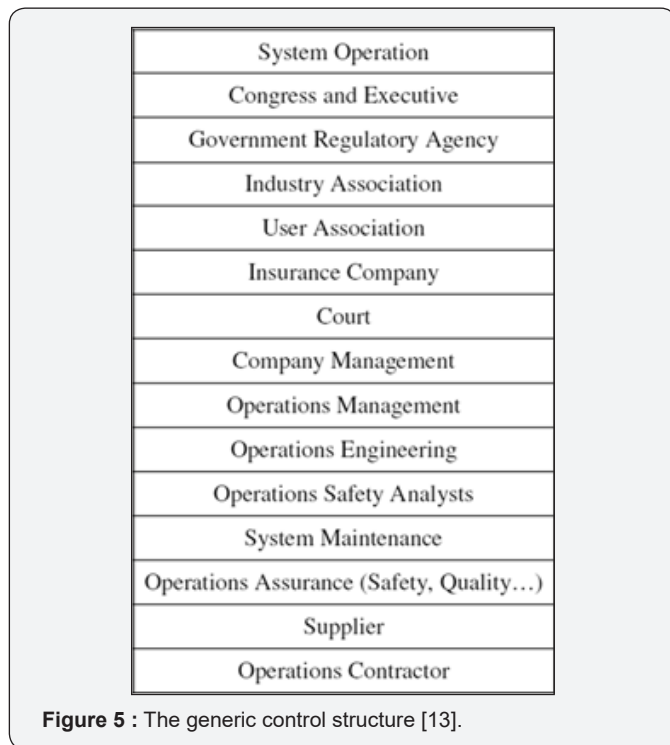 System Operation
Congress and Executive
Government Regulatory Agency
Industry Association
User Association
Insurance Company
Court
Company Management
Operations Management
Operations Engineering
Operations Safety Analysts
System Maintenance
Operations Assurance (Safety, Quality…)
Supplier
Operations Contractor
Figure 5 : The generic control structure [13].